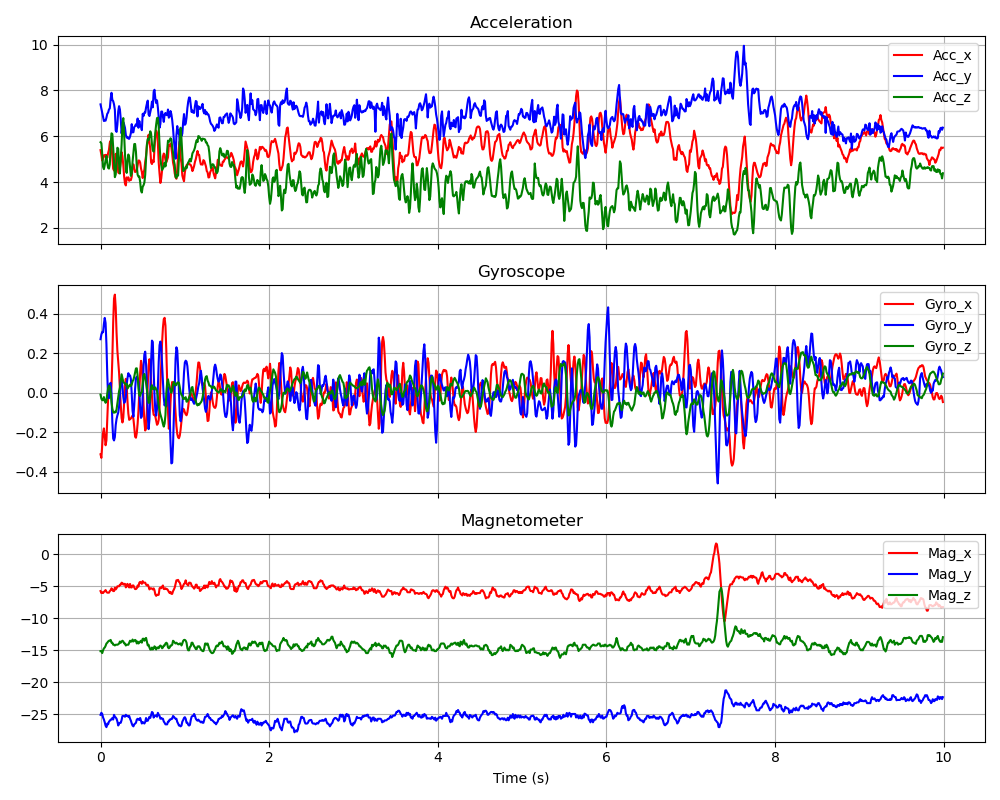 Acceleration
10
8
6
4
2
Acc_x
Acc_y
Acc_z
Gyroscope
0.4
0.2
0.0
−0.2
−0.4
Gyro_x
Gyro_y
Gyro_z
Magnetometer
0
−5
−10
−15
−20
−25
Mag_x
Mag_y
Mag_z
0 2 4 6 8 10
Time (s)